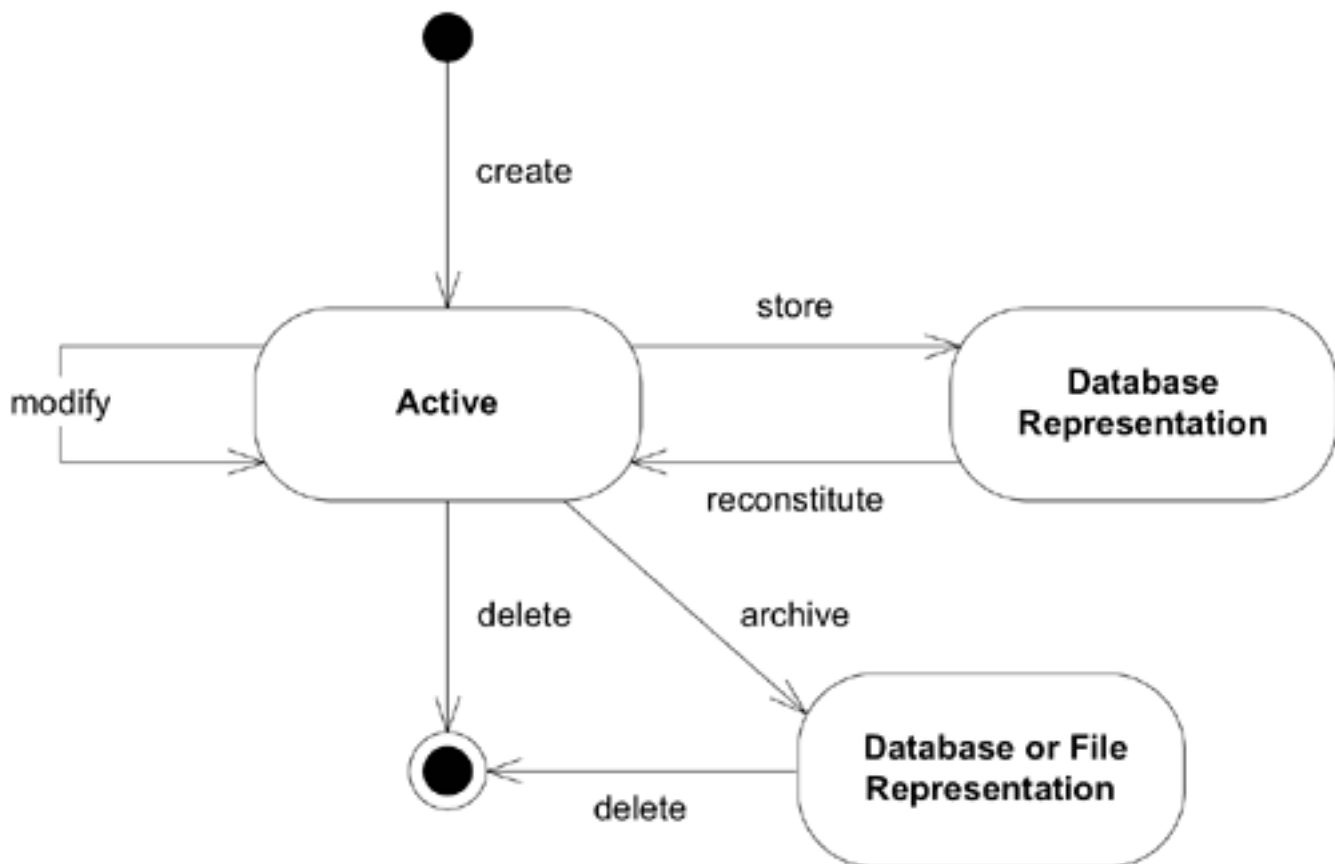 create
store
modify
Active
Database
Representation
reconstitute
delete
archive
Database or File
Representation
delete